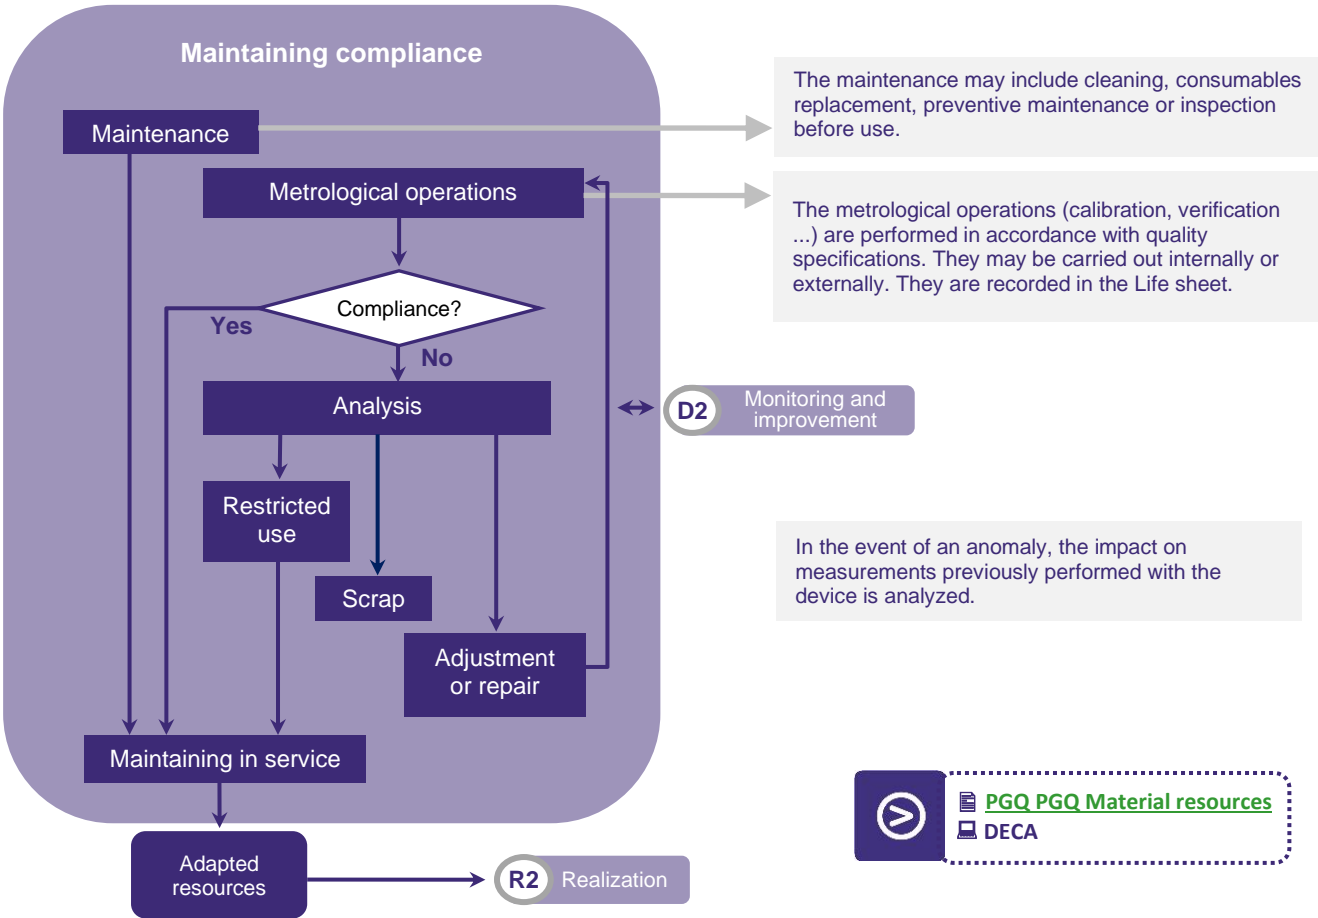 Maintaining compliance
Maintenance
The maintenance may include cleaning, consumables
replacement, preventive maintenance or inspection
before use.
Metrological operations
The metrological operations (calibration, verification
...) are performed in accordance with quality
specifications. They may be carried out internally or
externally. They are recorded in the Life sheet.
Compliance?
Yes
No
Analysis
D2
Monitoring and
improvement
Restricted
use
Scrap
In the event of an anomaly, the impact on
measurements previously performed with the
device is analyzed.
Adjustment
or repair
Maintaining in service
PGQ PGQ Material resources
DECA
Adapted
resources
R2
Realization